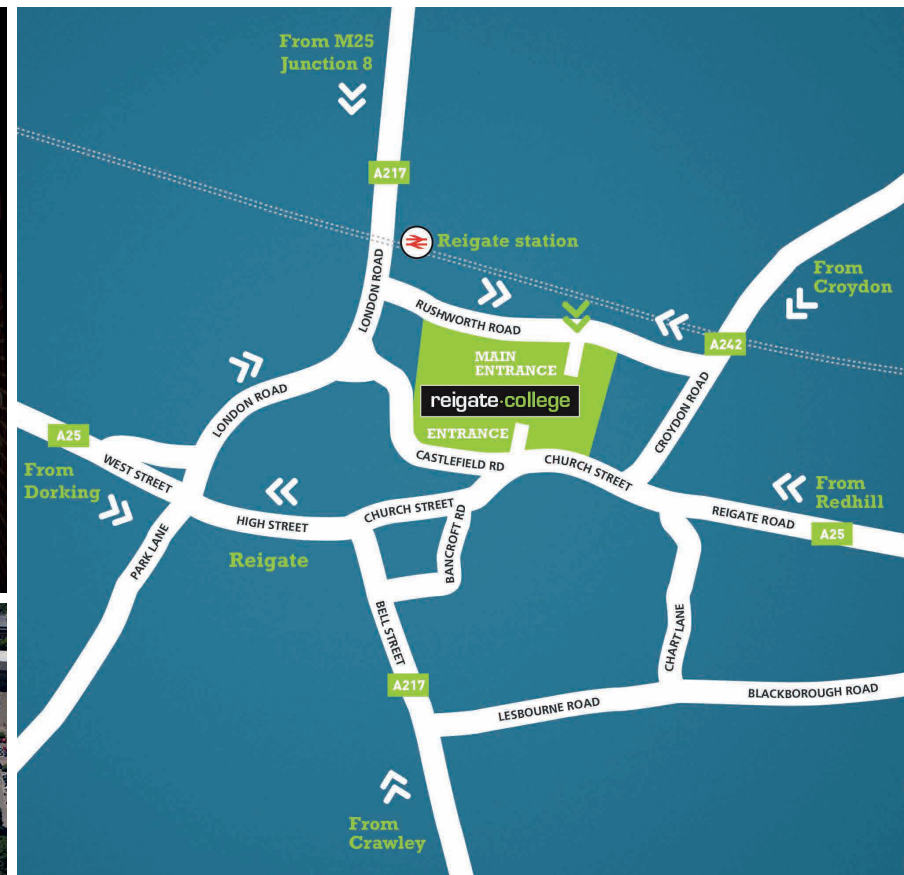 From M25
Junction 8
A217
Reigate station
LONDON ROAD
RUSHWORTH ROAD
From
Croydon
A242
MAIN
ENTRANCE
reigate·college
ENTRANCE
LONDON ROAD
CROYDON ROAD
A25
WEST STREET
From
Dorking
CASTLEFIELD RD
CHURCH STREET
From
Redhill
REIGATE ROAD
A25
HIGH STREET
CHURCH STREET
BANCROFT RD
PARK LANE
Reigate
BELL STREET
CHART LANE
A217
LESBOURNE ROAD
BLACKBOROUGH ROAD
From
Crawley